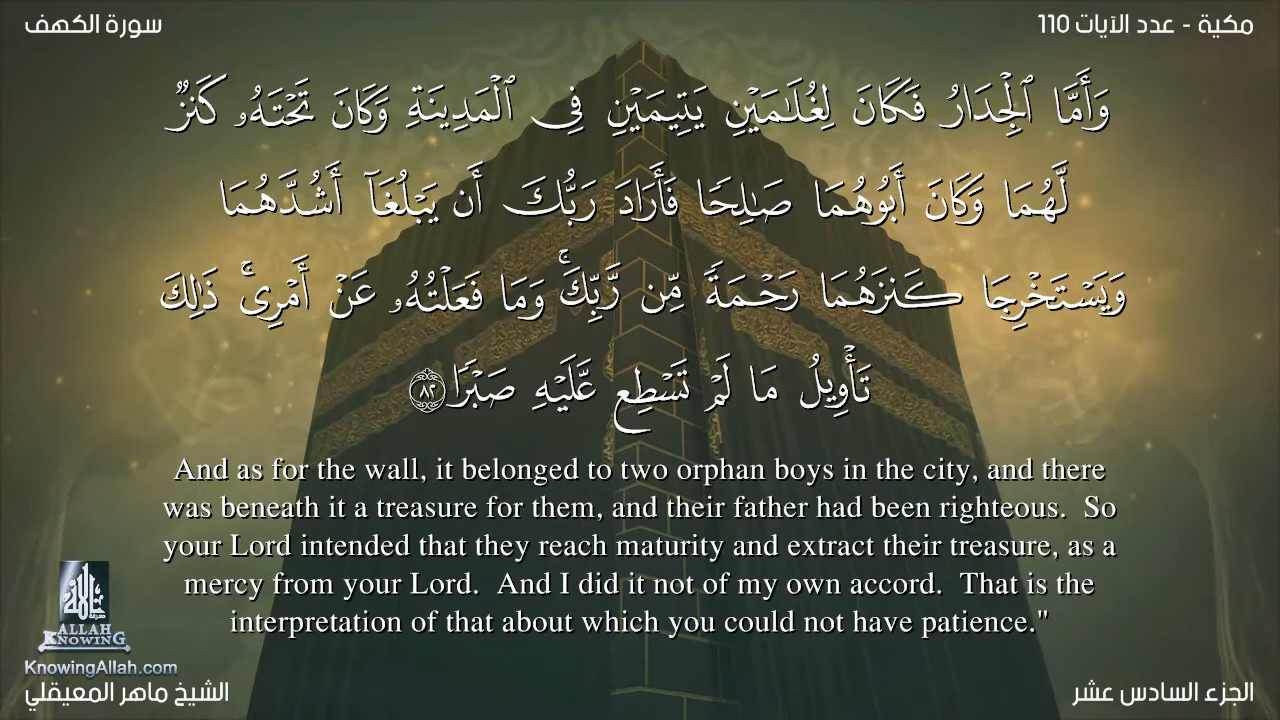 سورة الكهف
مكية - عدد الآيات 110
وَأَمَّا ٱلْجِدَارُ فَكَانَ لِغُلَـٰمَيْنِ يَتِيمَيْنِ فِى ٱلْمَدِينَةِ وَكَانَ تَحْتَهُۥ كَنزٌ
لَّهُمَا وَكَانَ أَبُوهُمَا صَـٰلِحًا فَأَرَادَ رَبُّكَ أَن يَبْلُغَآ أَشُدَّهُمَا
وَيَسْتَخْرِجَا كَنزَهُمَا رَحْمَةً مِّن رَّبِّكَ ۚ وَمَا فَعَلْتُهُۥ عَنْ أَمْرِى ۚ ذَٰلِكَ
تَأْوِيلُ مَا لَمْ تَسْطِع عَّلَيْهِ صَبْرًا ٨٢
And as for the wall, it belonged to two orphan boys in the city, and there
was beneath it a treasure for them, and their father had been righteous.  So
your Lord intended that they reach maturity and extract their treasure, as a
mercy from your Lord.  And I did it not of my own accord.  That is the
interpretation of that about which you could not have patience."
ALLAH
KNOWING
KnowingAllah.com
الشيخ ماهر المعيقلي
الجزء السادس عشر